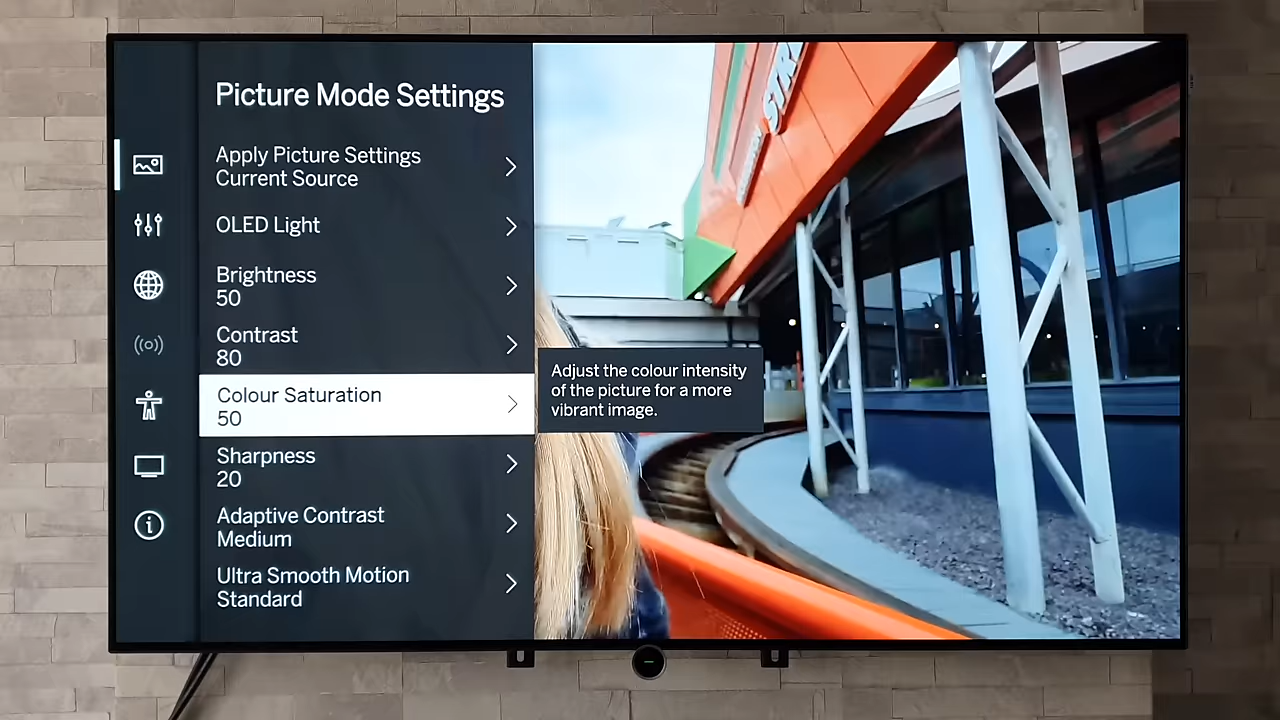 Picture Mode Settings
Apply Picture Settings
Current Source
OLED Light
Brightness
50
Contrast
80
Colour Saturation
50
Adjust the colour intensity
of the picture for a more
vibrant image.
Sharpness
20
Adaptive Contrast
Medium
Ultra Smooth Motion
Standard